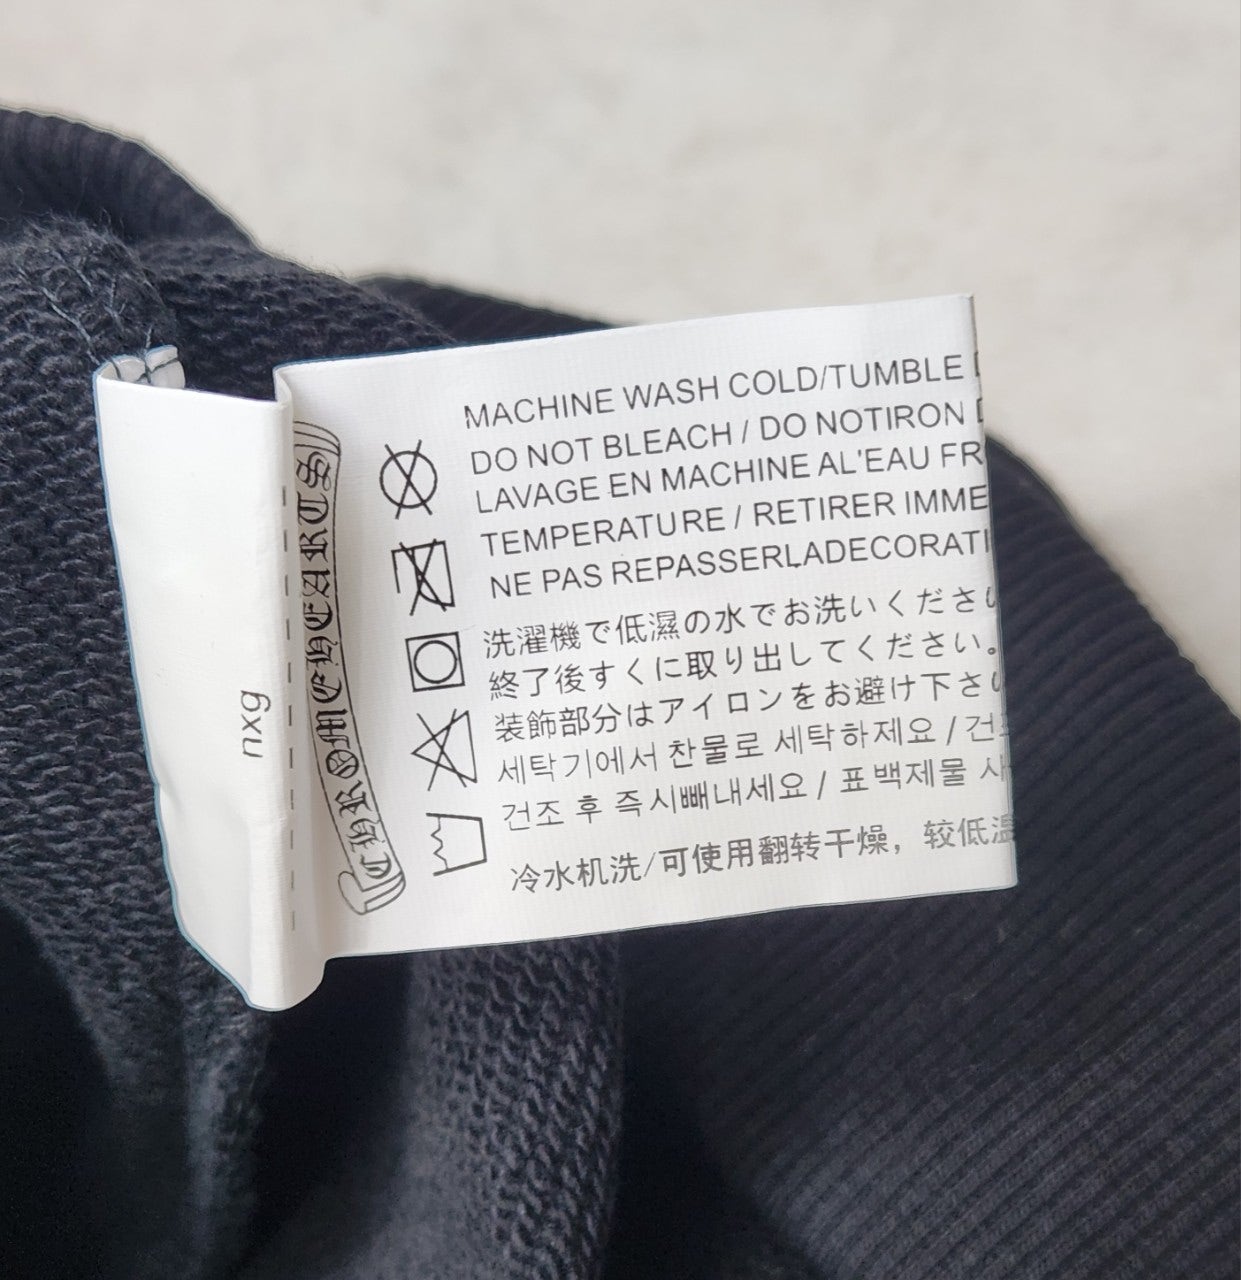 MACHINE WASH COLD/TUMBLE
DO NOT BLEACH / DO NOTIRON
LAVAGE EN MACHINE AL'EAU FR
TEMPERATURE / RETIRER IMME
NE PAS REPASSERLADECORATI
洗濯機で低濕の水でお洗いくださ
終了後すくに取り出してください。
装飾部分はアイロンをお避け下さ
세탁기에서 찬물로 세탁하제요 / 건
건조 후 즉시빼내세요 / 표백제물 사
冷水机洗/可使用翻转干燥，较低温
CHROME HEARTS
nxg